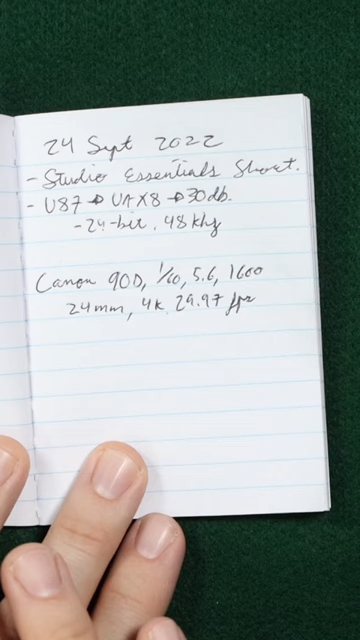 24 Sept 2022
- Studio Essentials Shoot.
- U87 → UAX8 → 30db.
- 24-bit, 48khz
Canon 90D, 1/60, 5.6, 1600
24mm, 4k 29.97 fps